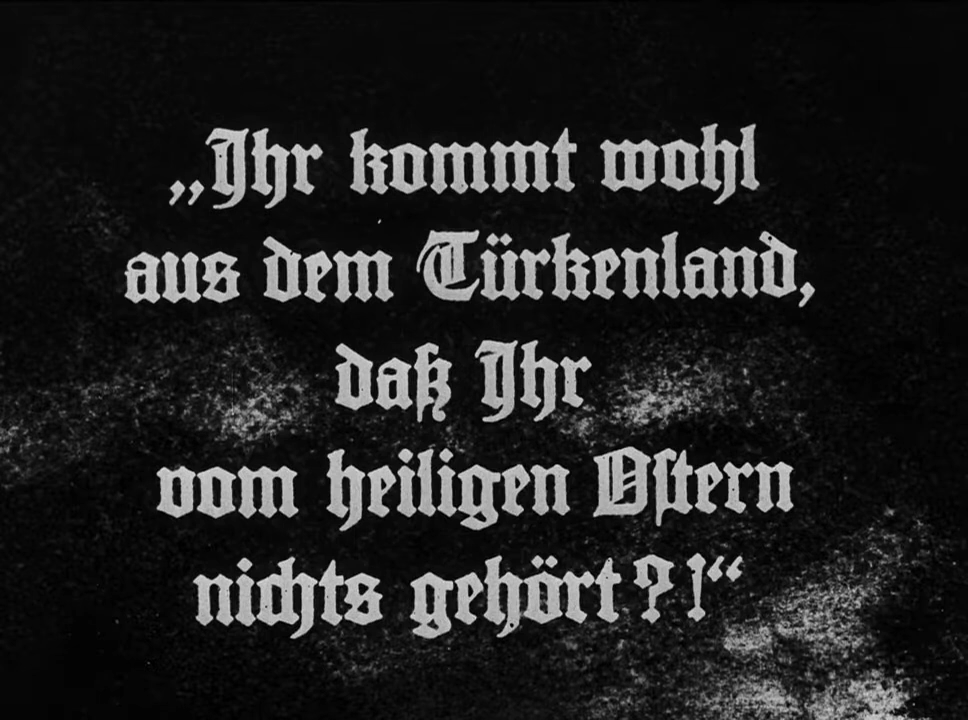 „Ihr kommt wohl
aus dem Türkenland,
daß Ihr
vom heiligen Ostern
nichts gehört?!“